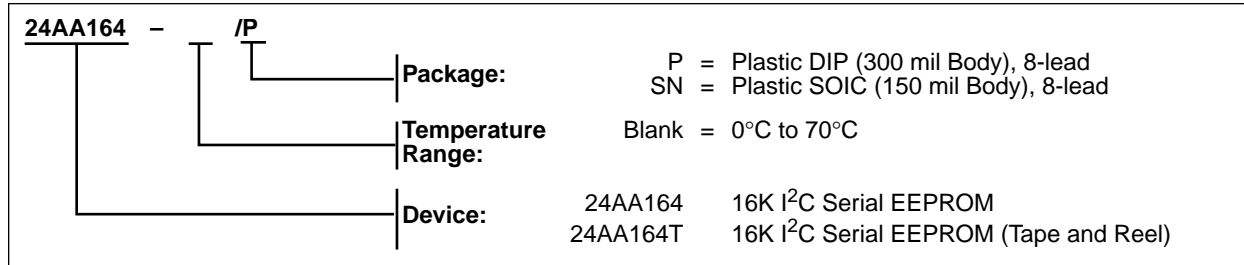 24AA164 – /P
Package: P = Plastic DIP (300 mil Body), 8-lead
SN = Plastic SOIC (150 mil Body), 8-lead
Temperature Blank = 0°C to 70°C
Range:
Device: 24AA164 16K I²C Serial EEPROM
24AA164T 16K I²C Serial EEPROM (Tape and Reel)